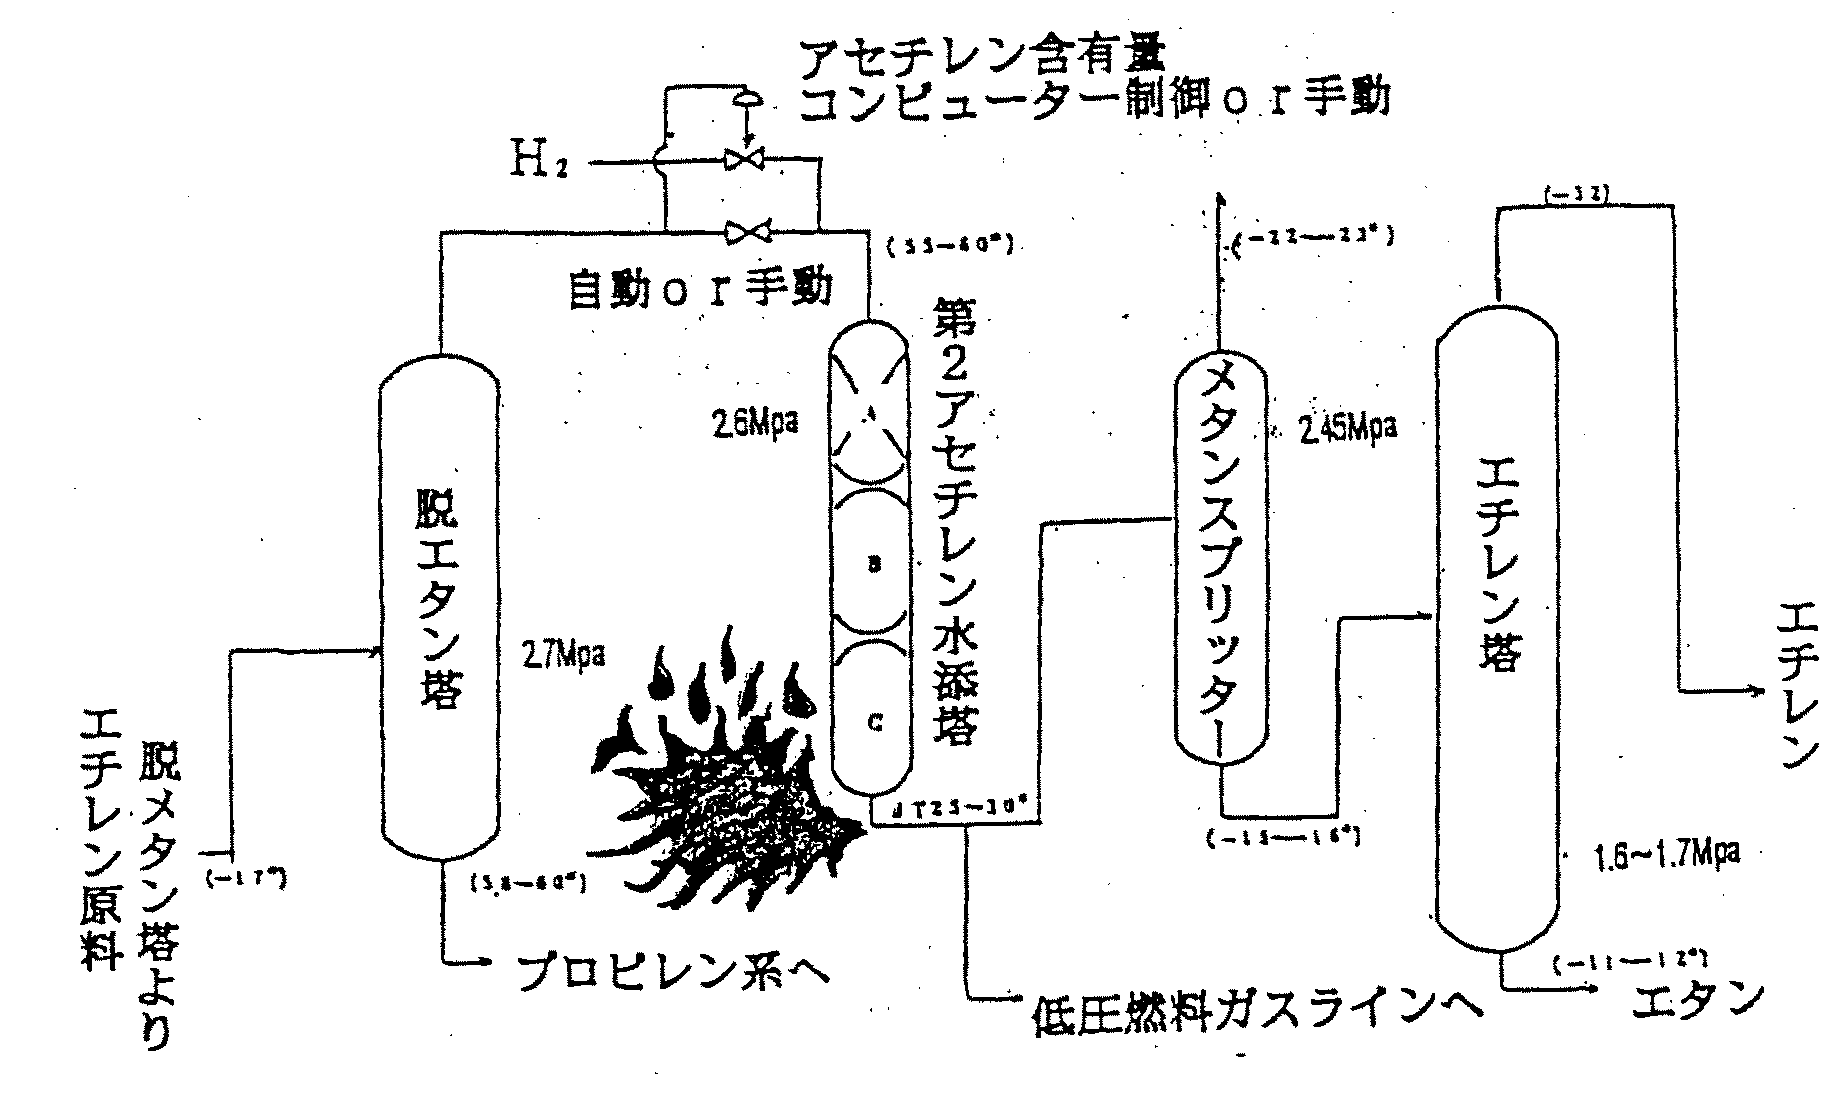 アセチレン含有量
コンピューター制御ｏｒ手動
H₂
自動ｏｒ手動
(55−60°)
(−22−−23°)
(−32)
第2アセチレン水添塔
2.6Mpa
A
B
C
メタンスプリッター
2.45Mpa
エチレン塔
脱エタン塔
2.7Mpa
エチレン
脱メタン塔より
エチレン原料
(−17°)
(58−60°)
(−15−−16°)
1.6~1.7Mpa
(−11−−12°)
プロピレン系へ
低圧燃料ガスラインへ
エタン